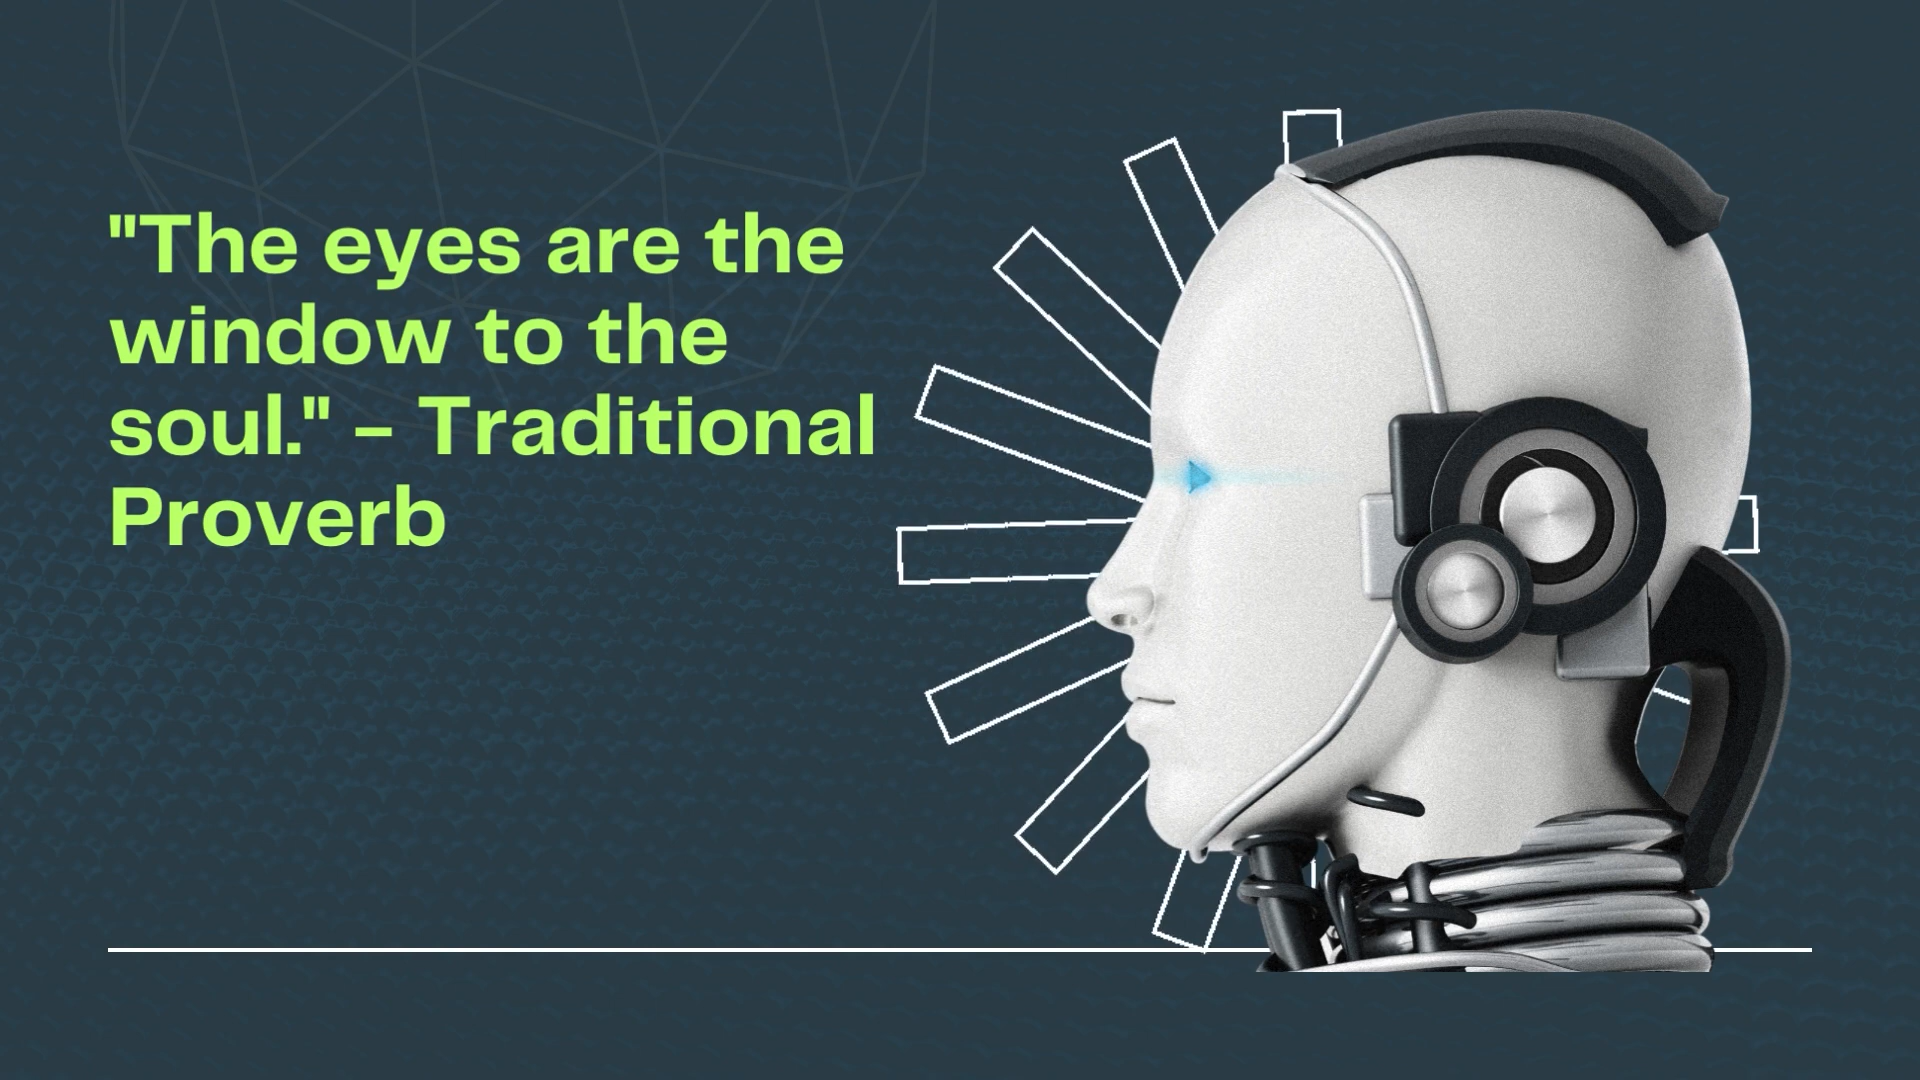 "The eyes are the
window to the
soul." – Traditional
Proverb